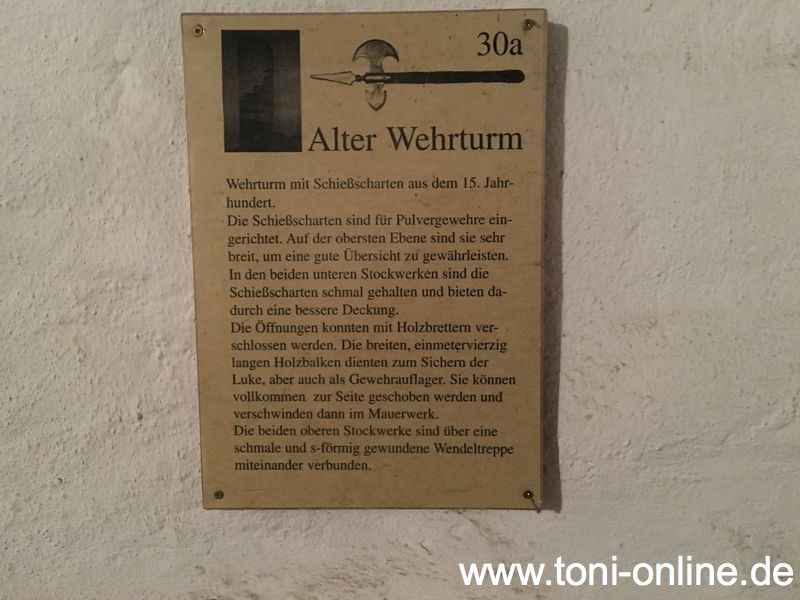 30a
Alter Wehrturm
Wehrturm mit Schießscharten aus dem 15. Jahr-
hundert.
Die Schießscharten sind für Pulvergewehre ein-
gerichtet. Auf der obersten Ebene sind sie sehr
breit, um eine gute Übersicht zu gewährleisten.
In den beiden unteren Stockwerken sind die
Schießscharten schmal gehalten und bieten da-
durch eine bessere Deckung.
Die Öffnungen konnten mit Holzbrettern ver-
schlossen werden. Die breiten, einmetervierzig
langen Holzbalken dienten zum Sichern der
Luke, aber auch als Gewehrauflager. Sie können
vollkommen zur Seite geschoben werden und
verschwinden dann im Mauerwerk.
Die beiden oberen Stockwerke sind über eine
schmale und s-förmig gewundene Wendeltreppe
miteinander verbunden.
www.toni-online.de